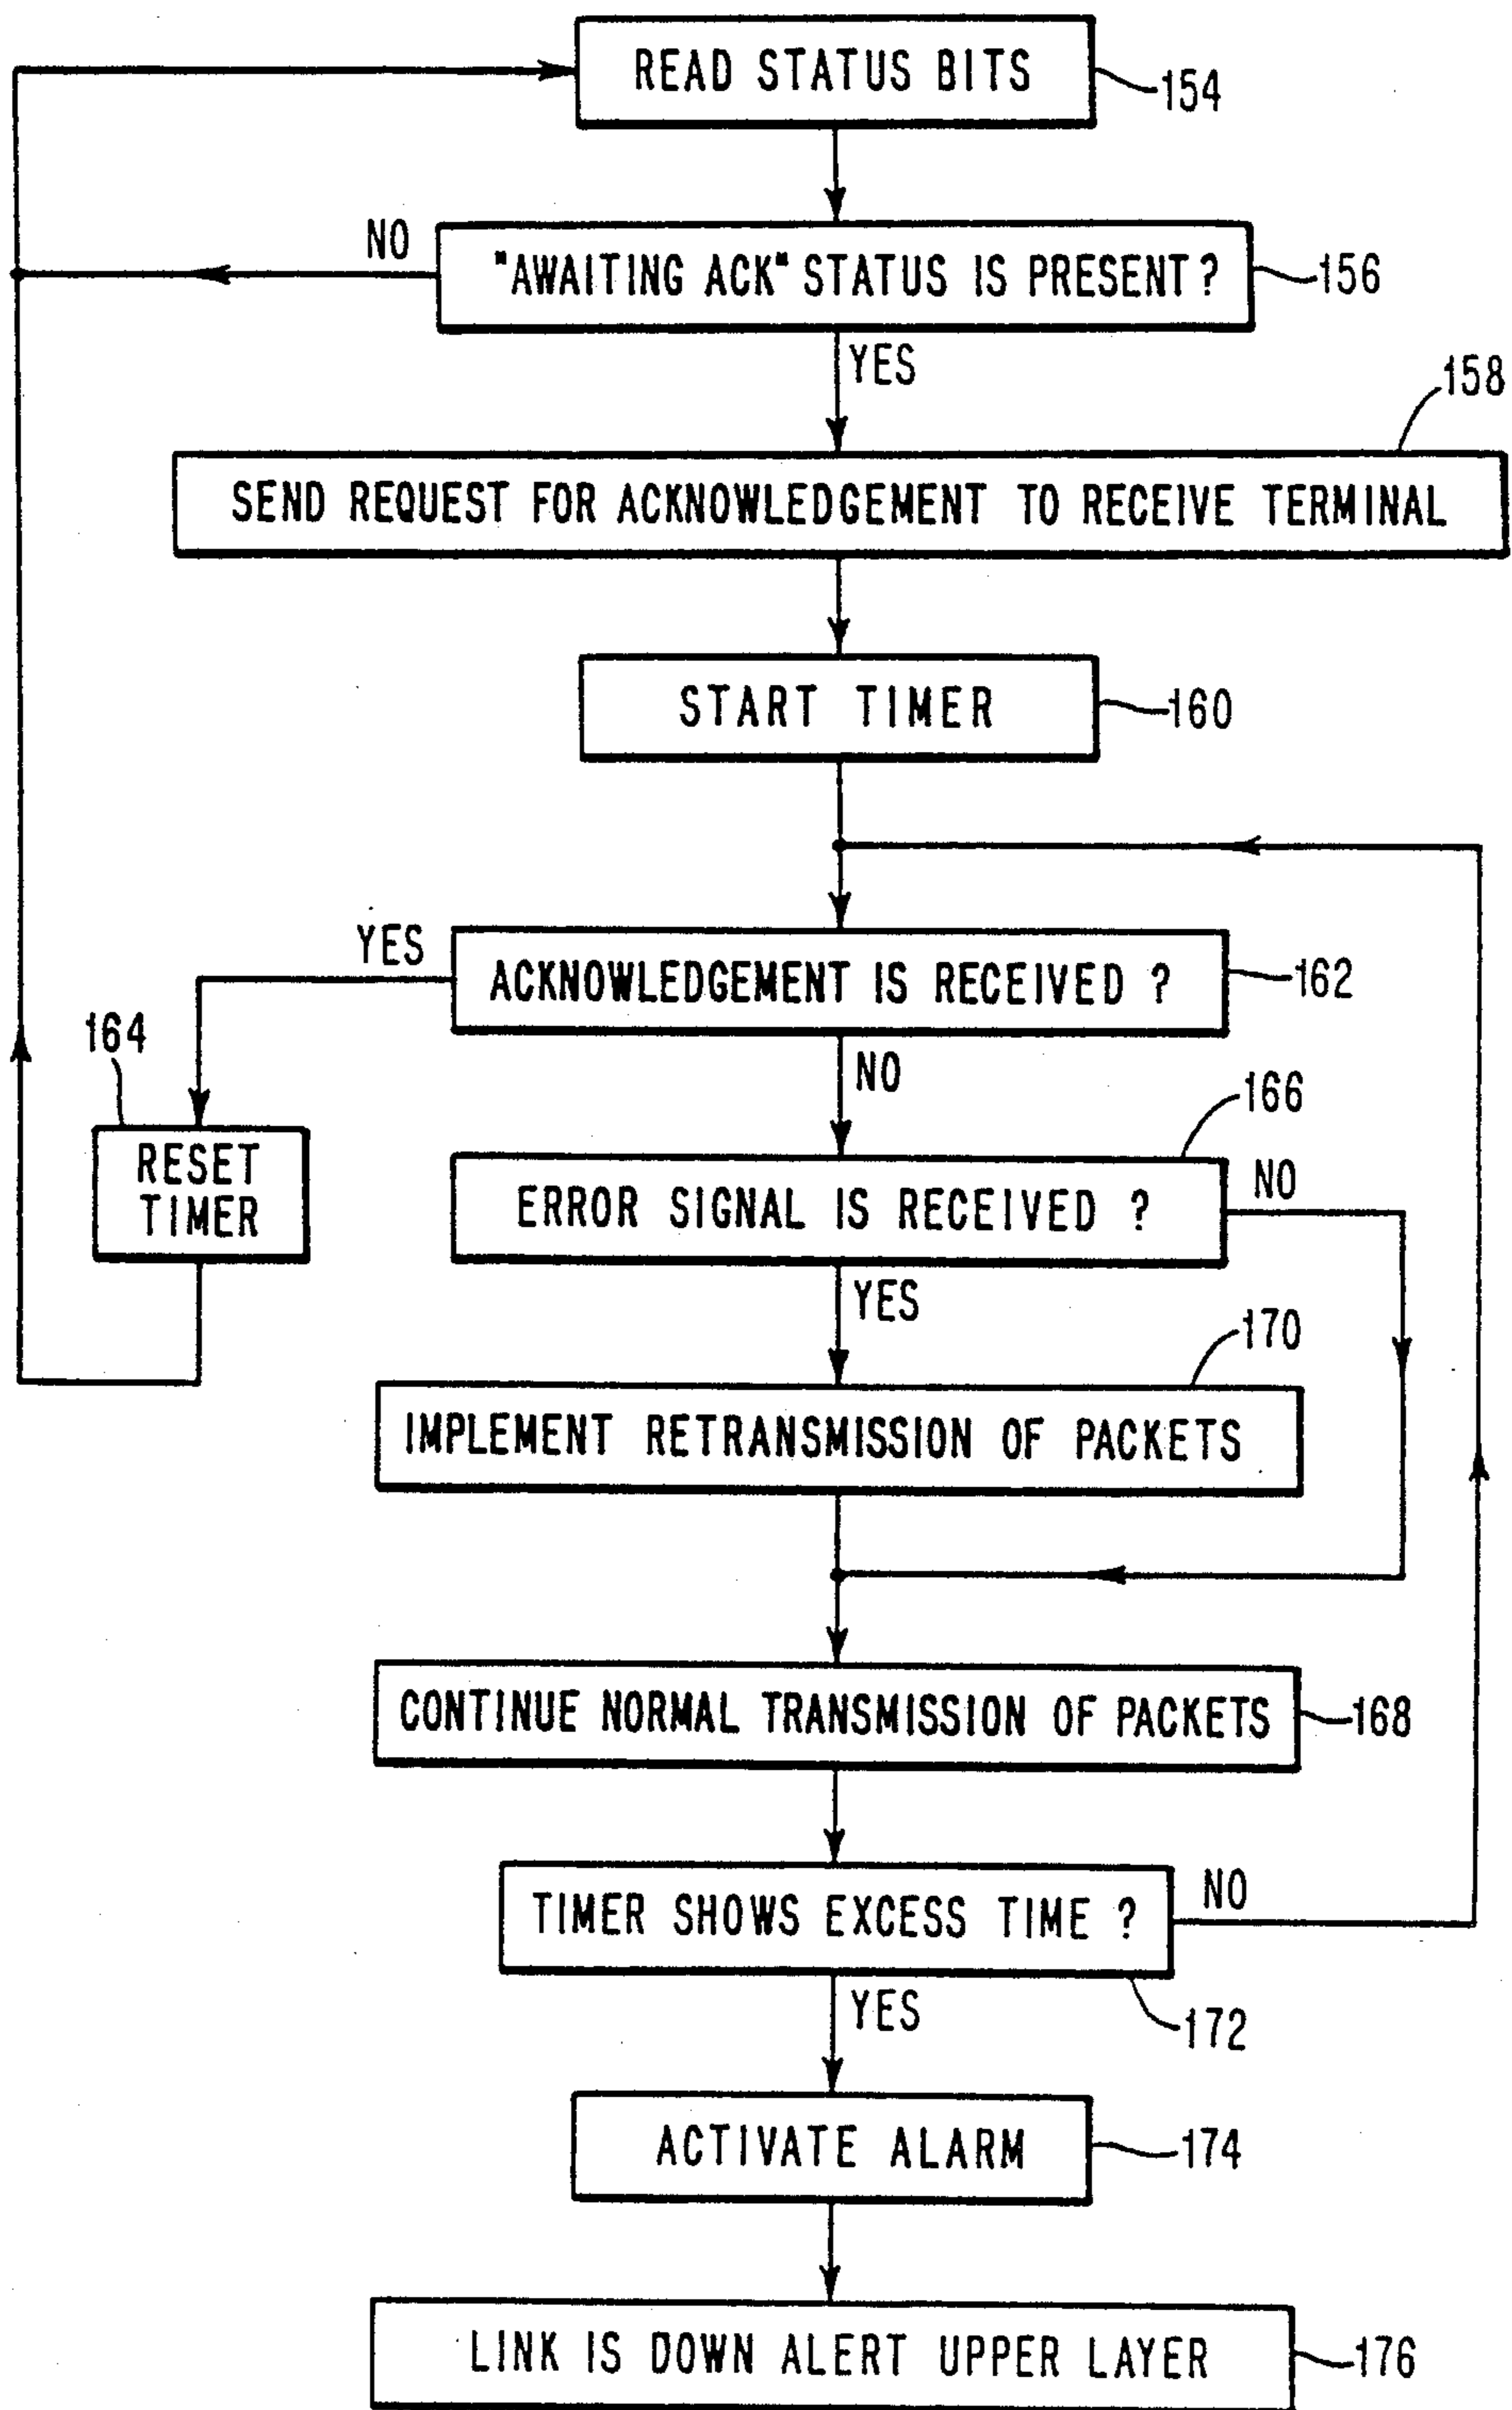 READ STATUS BITS
154
NO
"AWAITING ACK" STATUS IS PRESENT ?
156
YES
158
SEND REQUEST FOR ACKNOWLEDGEMENT TO RECEIVE TERMINAL
START TIMER
160
YES
ACKNOWLEDGEMENT IS RECEIVED ?
162
164
NO
166
RESET
TIMER
ERROR SIGNAL IS RECEIVED ?
NO
YES
170
IMPLEMENT RETRANSMISSION OF PACKETS
CONTINUE NORMAL TRANSMISSION OF PACKETS
168
TIMER SHOWS EXCESS TIME ?
NO
YES
172
ACTIVATE ALARM
174
LINK IS DOWN ALERT UPPER LAYER
176